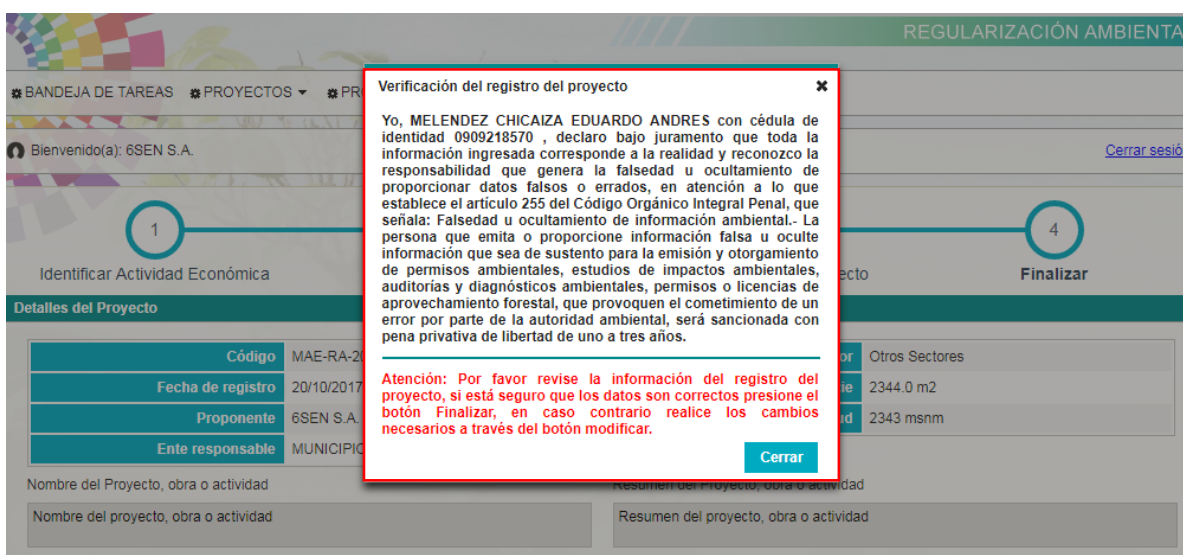 REGULARIZACIÓN AMBIENTA
BANDEJA DE TAREAS PROYECTOS PR
Bienvenido(a): 6SEN S.A.
Cerrar sesió
Verificación del registro del proyecto
Yo, MELENDEZ CHICAIZA EDUARDO ANDRES con cédula de
identidad 0909218570 , declaro bajo juramento que toda la
información ingresada corresponde a la realidad y reconozco la
responsabilidad que genera la falsedad u ocultamiento de
proporcionar datos falsos o errados, en atención a lo que
establece el artículo 255 del Código Orgánico Integral Penal, que
señala: Falsedad u ocultamiento de información ambiental.- La
persona que emita o proporcione información falsa u oculte
información que sea de sustento para la emisión y otorgamiento
de permisos ambientales, estudios de impactos ambientales,
auditorías y diagnósticos ambientales, permisos o licencias de
aprovechamiento forestal, que provoquen el cometimiento de un
error por parte de la autoridad ambiental, será sancionada con
pena privativa de libertad de uno a tres años.
Atención: Por favor revise la información del registro del
proyecto, si está seguro que los datos son correctos presione el
botón Finalizar, en caso contrario realice los cambios
necesarios a través del botón modificar.
Cerrar
1
Identificar Actividad Económica
ecto
4
Finalizar
Detalles del Proyecto
Código MAE-RA-20
or Otros Sectores
Fecha de registro 20/10/2017
ie 2344.0 m2
Proponente 6SEN S.A.
ud 2343 msnm
Ente responsable MUNICIPIO
Nombre del Proyecto, obra o actividad
Resumen del Proyecto, obra o actividad
Nombre del proyecto, obra o actividad
Resumen del proyecto, obra o actividad